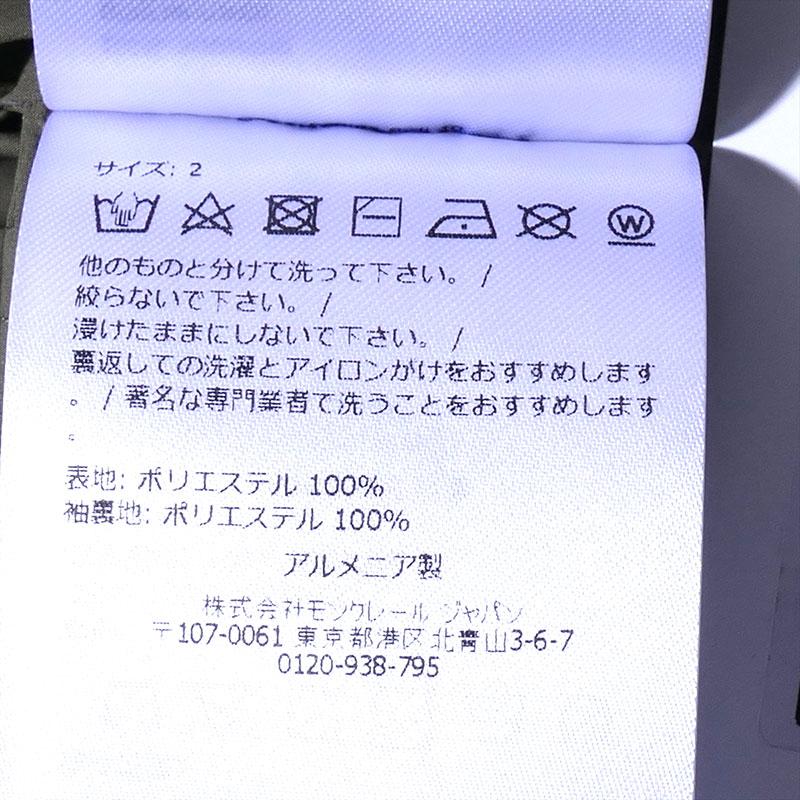 サイズ: 2
W
他のものと分けて洗って下さい。 /
絞らないで下さい。 /
浸けたままにしないで下さい。 /
裏返しての洗濯とアイロンがけをおすすめします
。 / 著名な専門業者で洗うことをおすすめします
。
表地: ポリエステル 100%
袖裏地: ポリエステル 100%
アルメニア製
株式会社モンクレール ジャパン
〒107-0061 東京都港区北青山3-6-7
0120-938-795